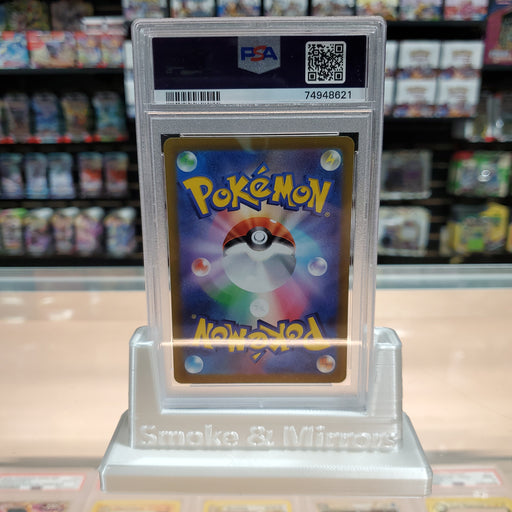 PSA
74948621
POKéMON
®
POKéMON
®
Smoke & Mirrors